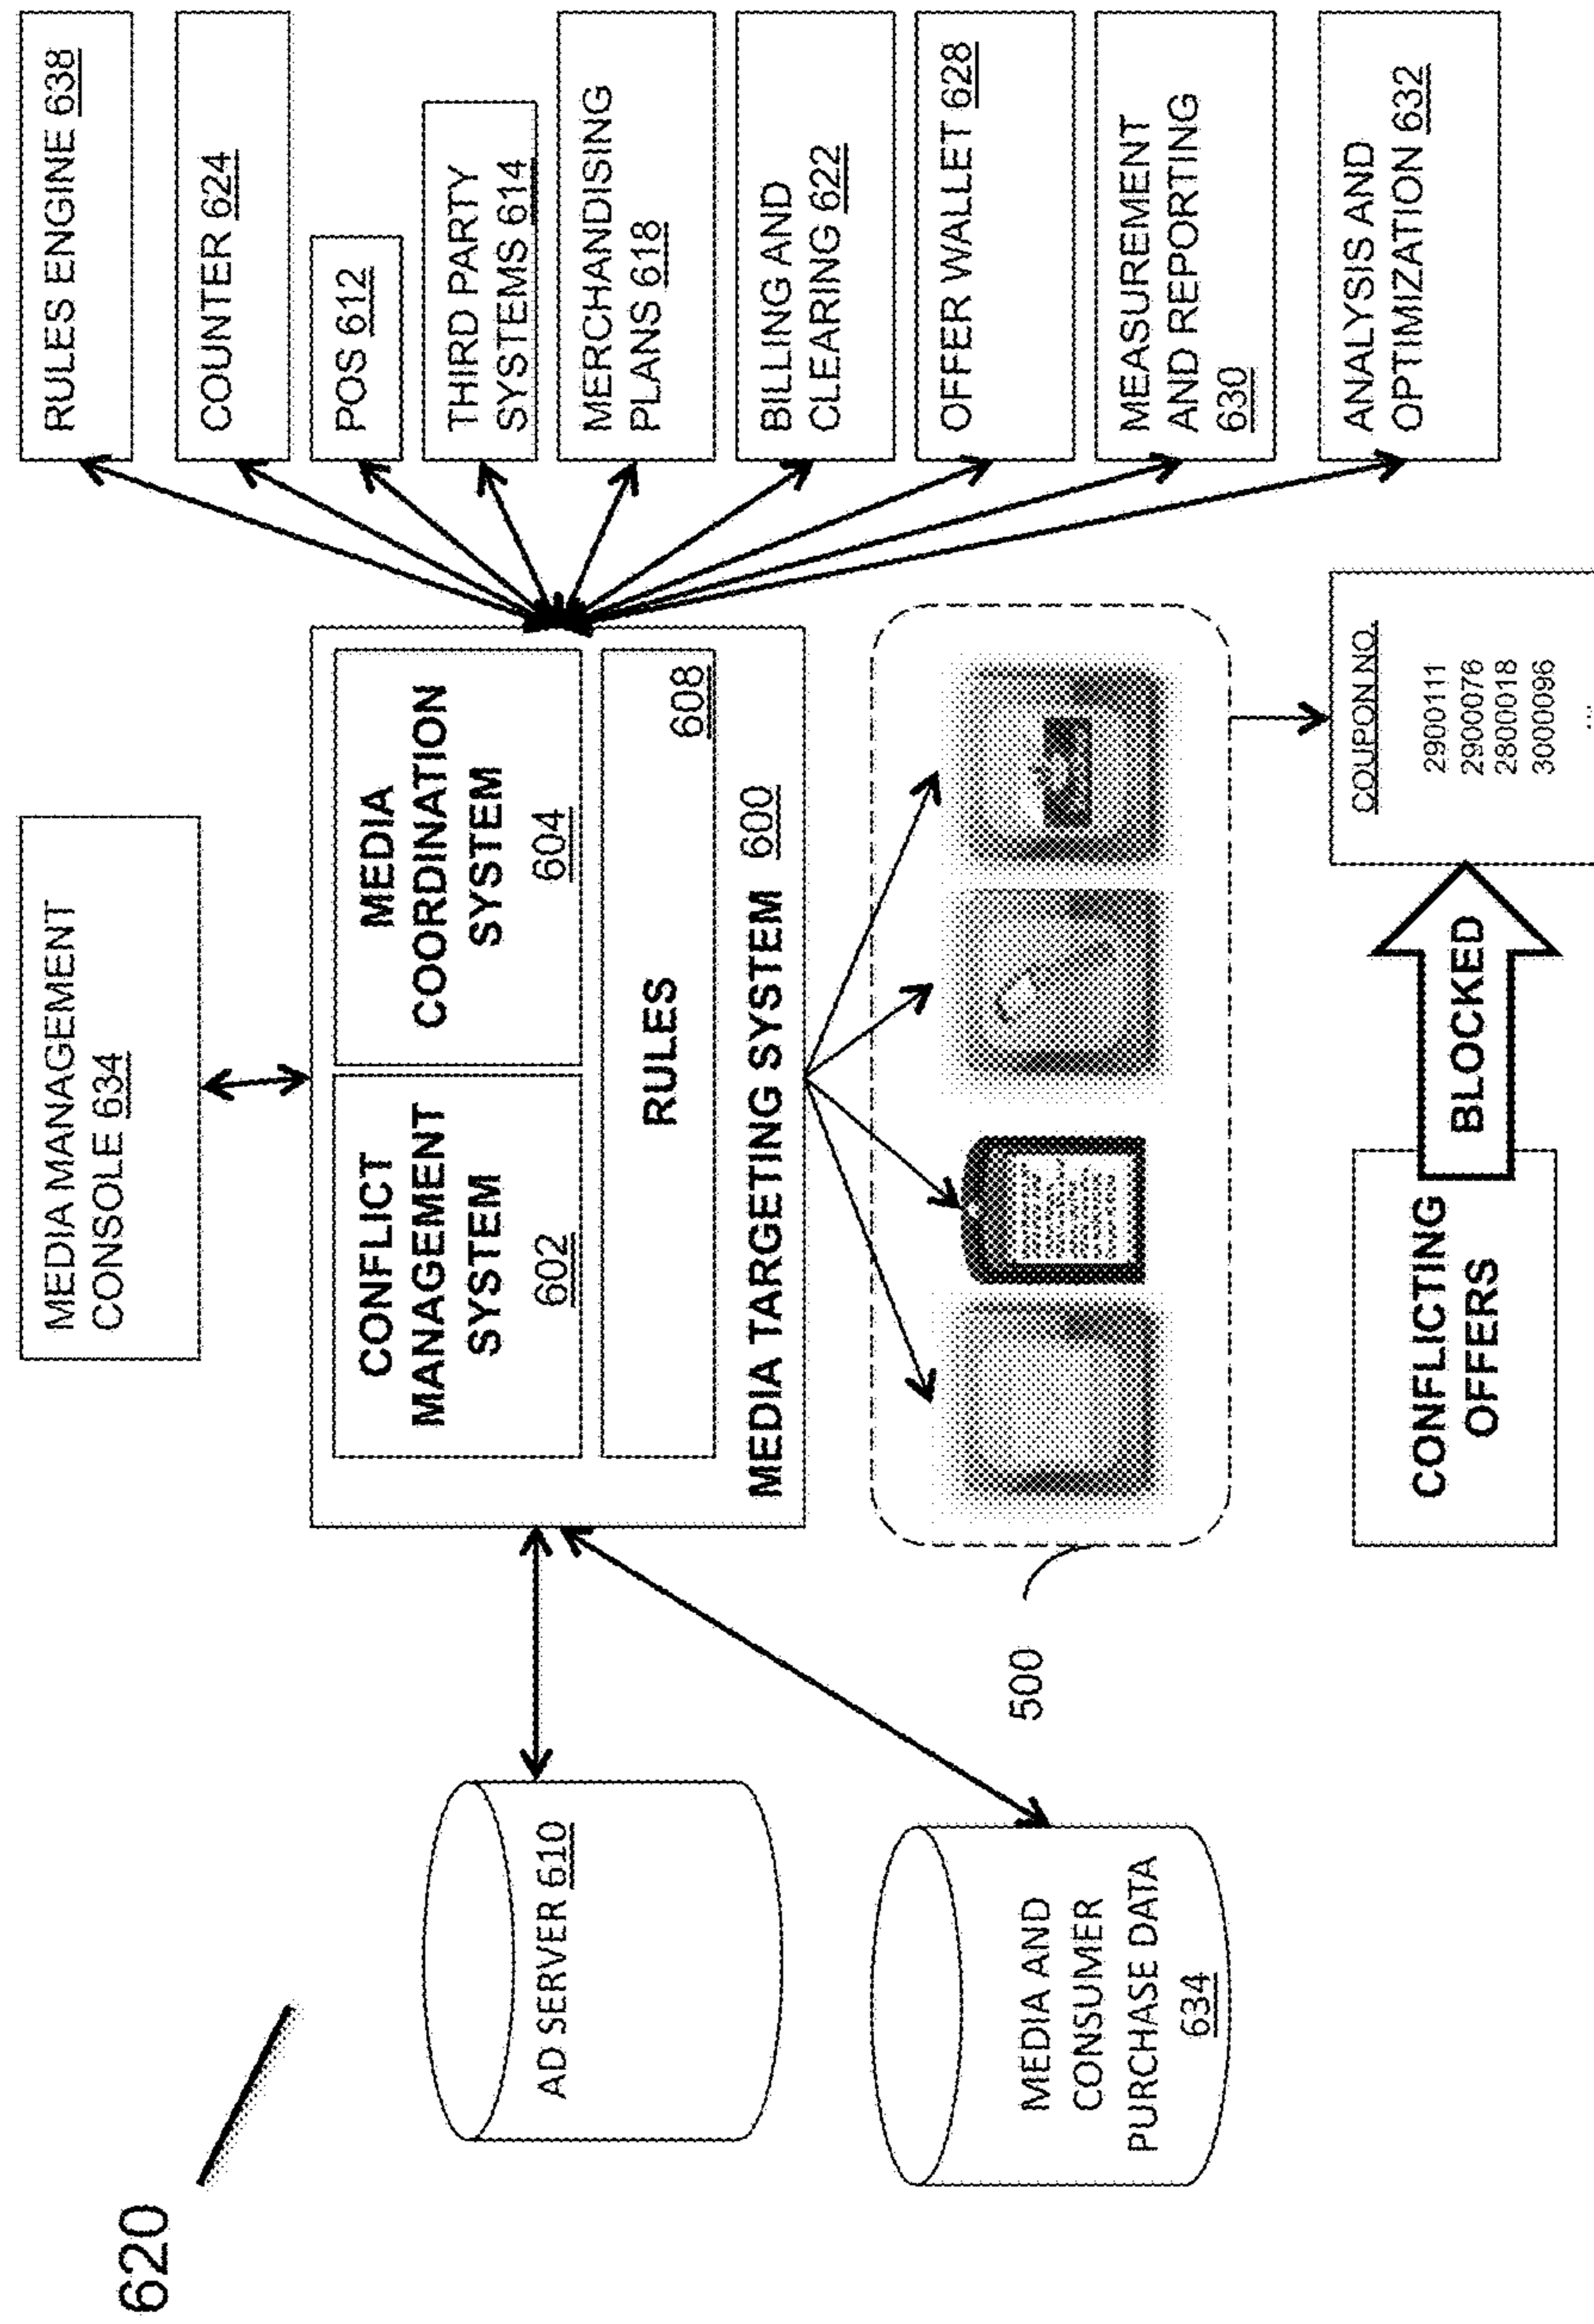 620
MEDIA MANAGEMENT
CONSOLE 634
AD SERVER 610
MEDIA AND
CONSUMER
PURCHASE DATA
634
CONFLICT
MANAGEMENT
SYSTEM
602
MEDIA
COORDINATION
SYSTEM
604
RULES
608
MEDIA TARGETING SYSTEM 600
500
RULES ENGINE 638
COUNTER 624
POS 612
THIRD PARTY
SYSTEMS 614
MERCHANDISING
PLANS 618
BILLING AND
CLEARING 622
OFFER WALLET 628
MEASUREMENT
AND REPORTING
630
ANALYSIS AND
OPTIMIZATION 632
CONFLICTING
OFFERS
BLOCKED
COUPON NO.
2900111
2900076
2800018
3000096
...